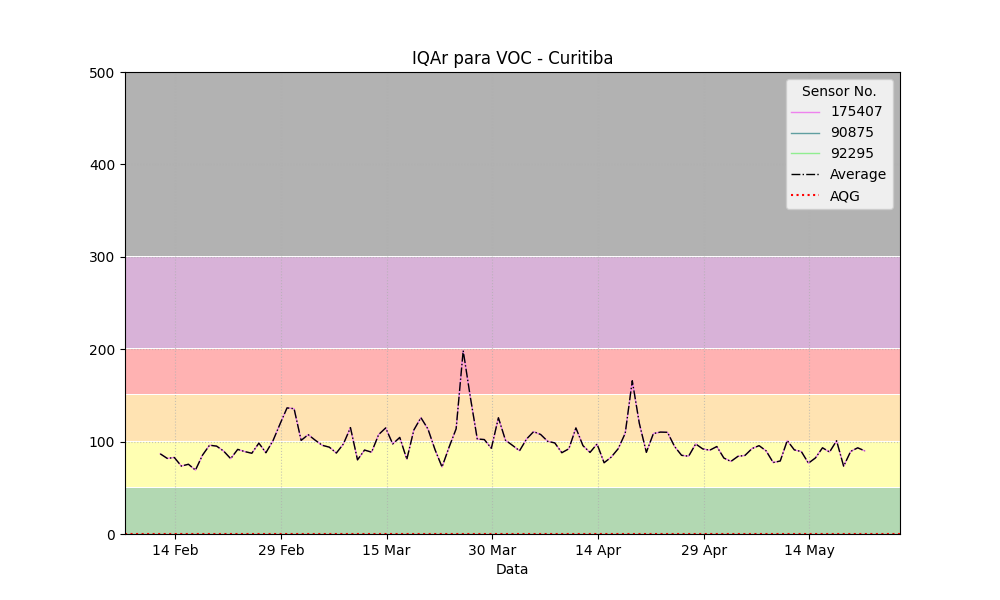 IQAr para VOC - Curitiba
500
400
300
200
100
0
Sensor No.
175407
90875
92295
Average
AQG
14 Feb
29 Feb
15 Mar
30 Mar
14 Apr
29 Apr
14 May
Data